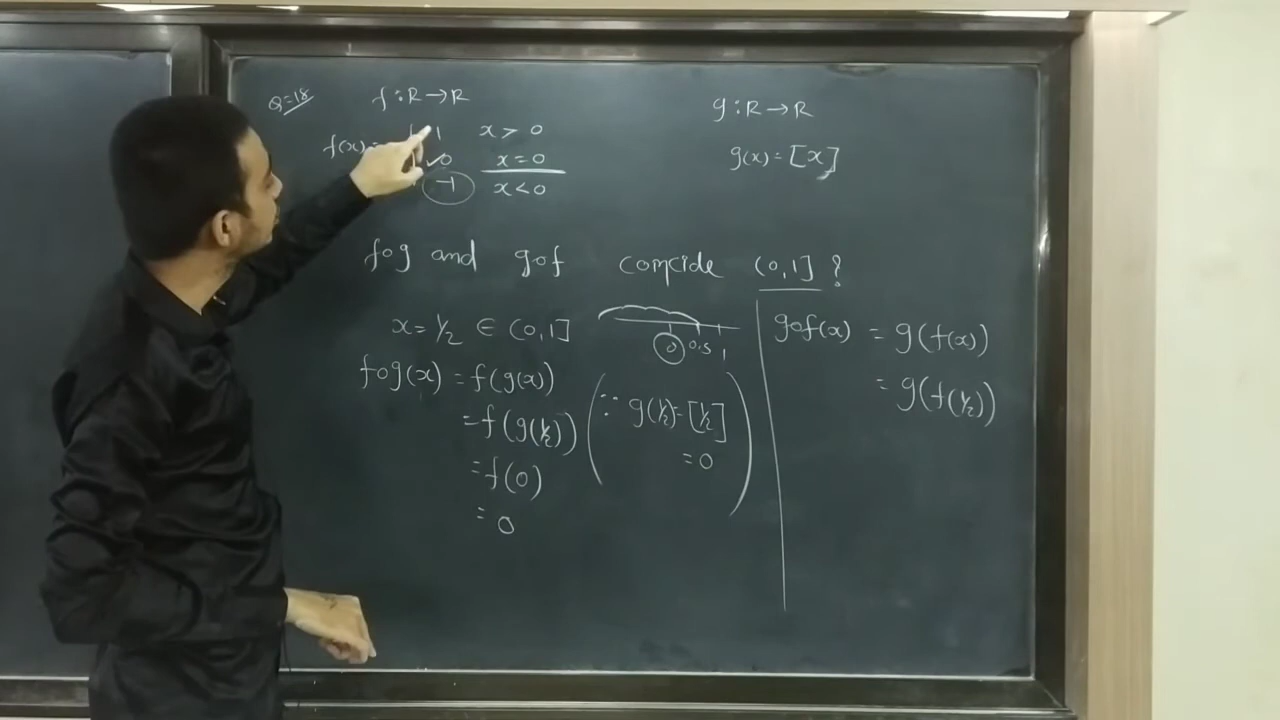 Q=18
f : R → R
f(x) = 1 x > 0
0 x = 0
-1 x < 0
g : R → R
g(x) = [x]
fog and gof comcide (0,1] ?
x = 1/2 ∈ (0,1]
0 0.5 1
fog(x) = f(g(x))
= f(g(1/2)) (∵ g(1/2) = [1/2]
= 0)
= f(0)
= 0
gof(x) = g(f(x))
= g(f(1/2))